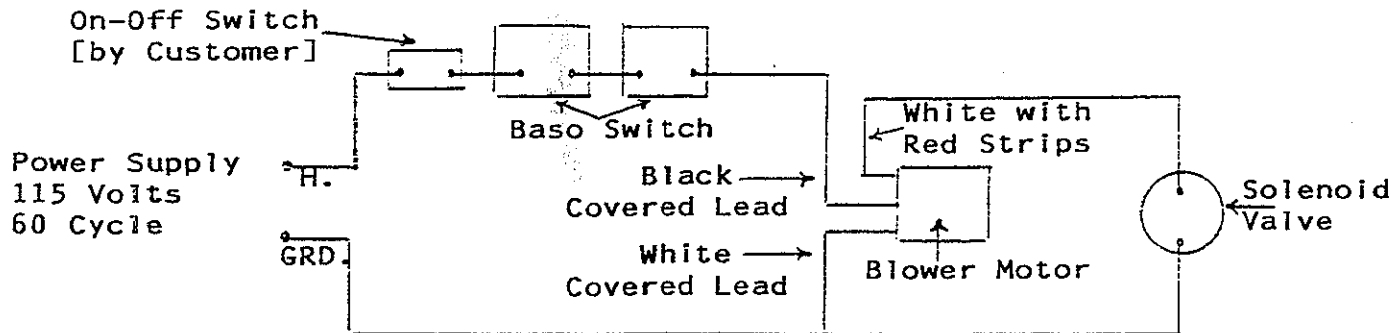 On-Off Switch
[by Customer]
Baso Switch
White with
Red Strips
Power Supply
115 Volts
60 Cycle
H.
GRD.
Black
Covered Lead
White
Covered Lead
Blower Motor
Solenoid
Valve